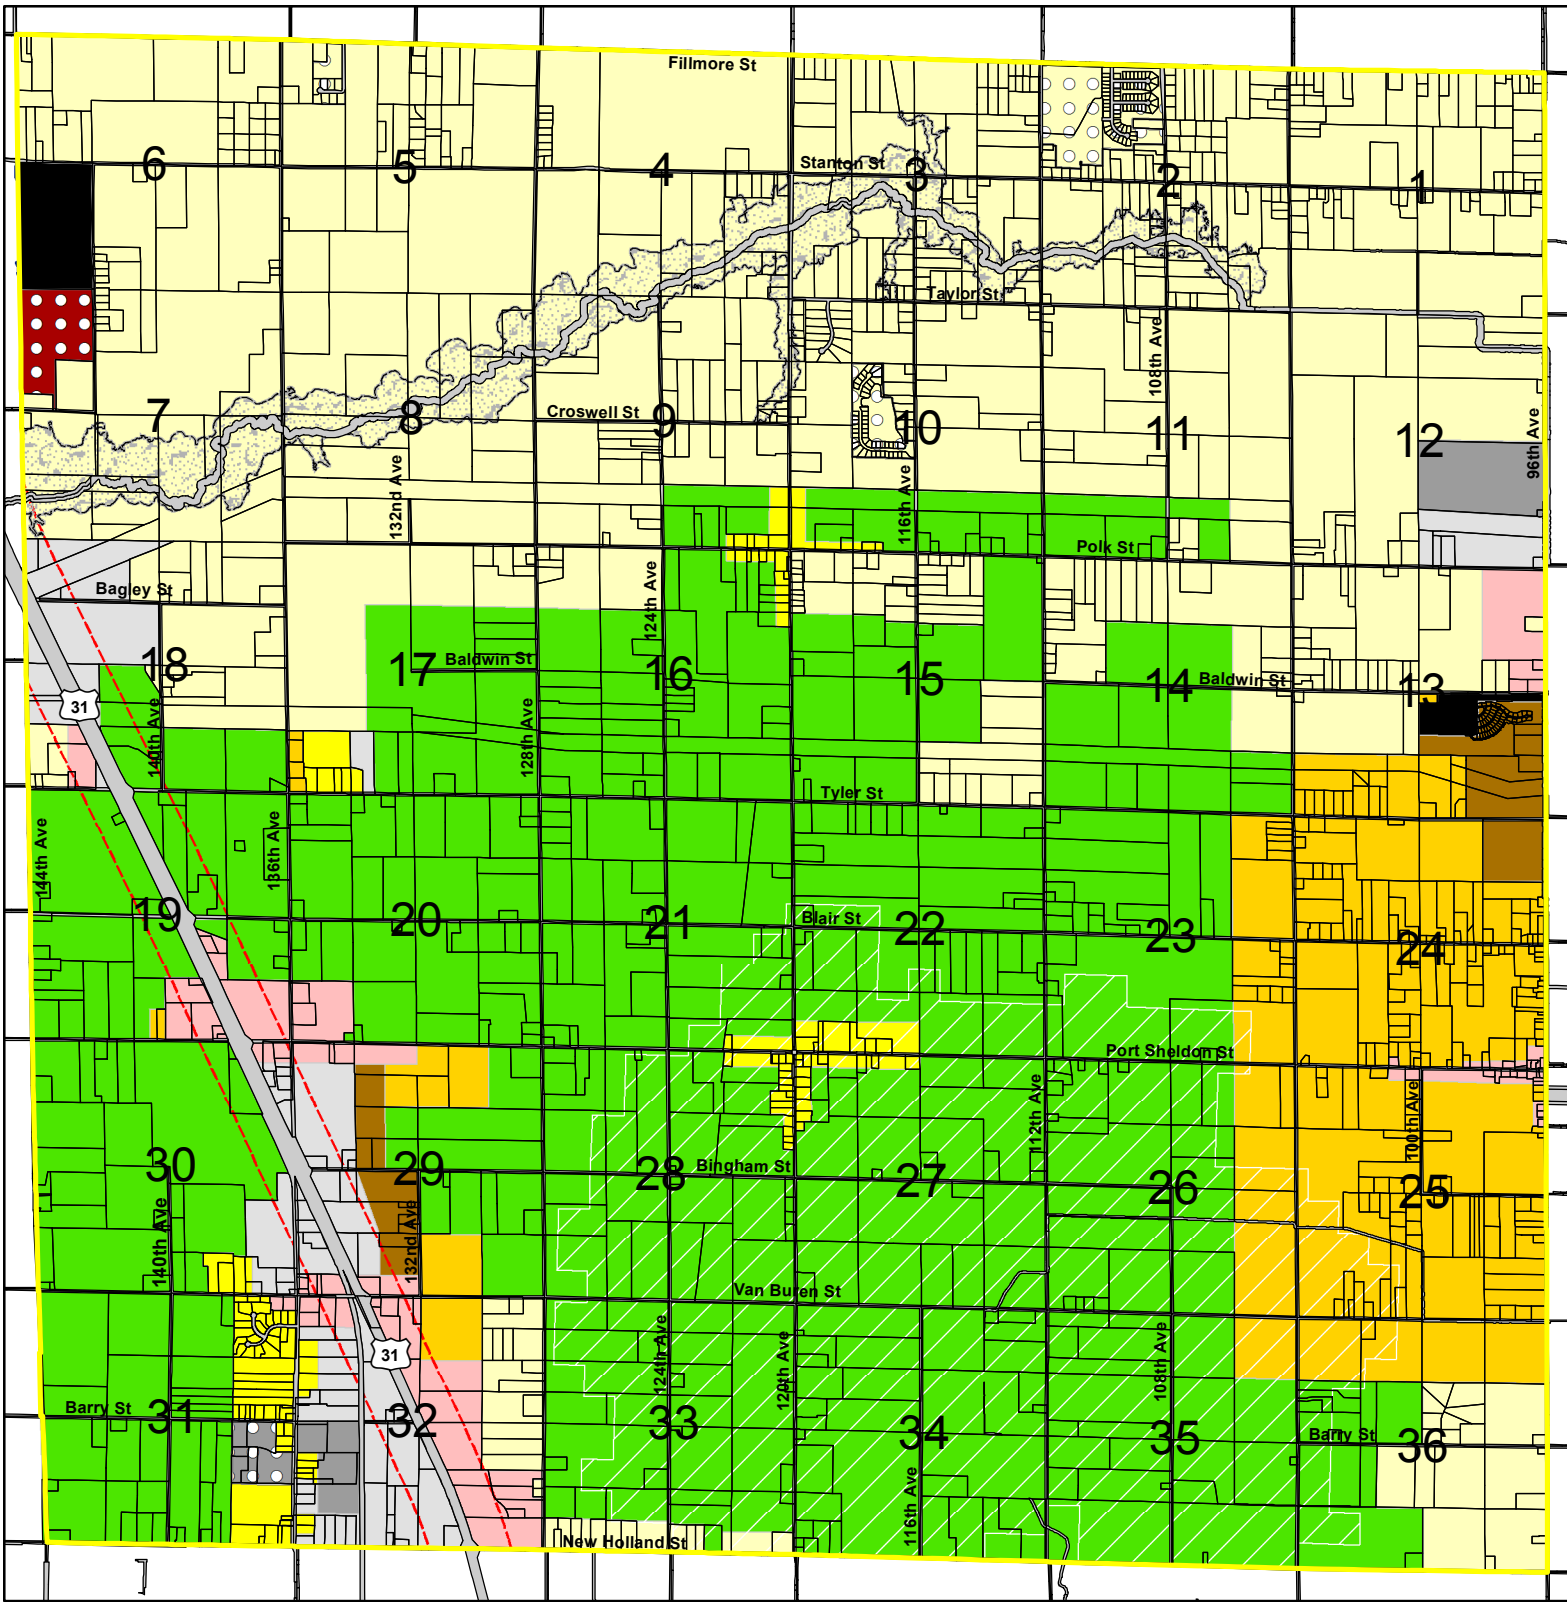 Fillmore St
6
5
4
Stanton St
3
2
1
Taylor St
108th Ave
7
8
Croswell St
9
10
11
12
96th Ave
132nd Ave
116th Ave
Polk St
Bagley St
124th Ave
18
17
Baldwin St
16
15
14
Baldwin St
13
31
140th Ave
128th Ave
Tyler St
144th Ave
136th Ave
19
20
21
Blair St
22
23
24
Port Sheldon St
112th Ave
100th Ave
30
29
28
Bingham St
27
26
25
140th Ave
132nd Ave
Van Buren St
31
124th Ave
120th Ave
108th Ave
Barry St
31
32
33
34
35
Barry St
36
116th Ave
New Holland St